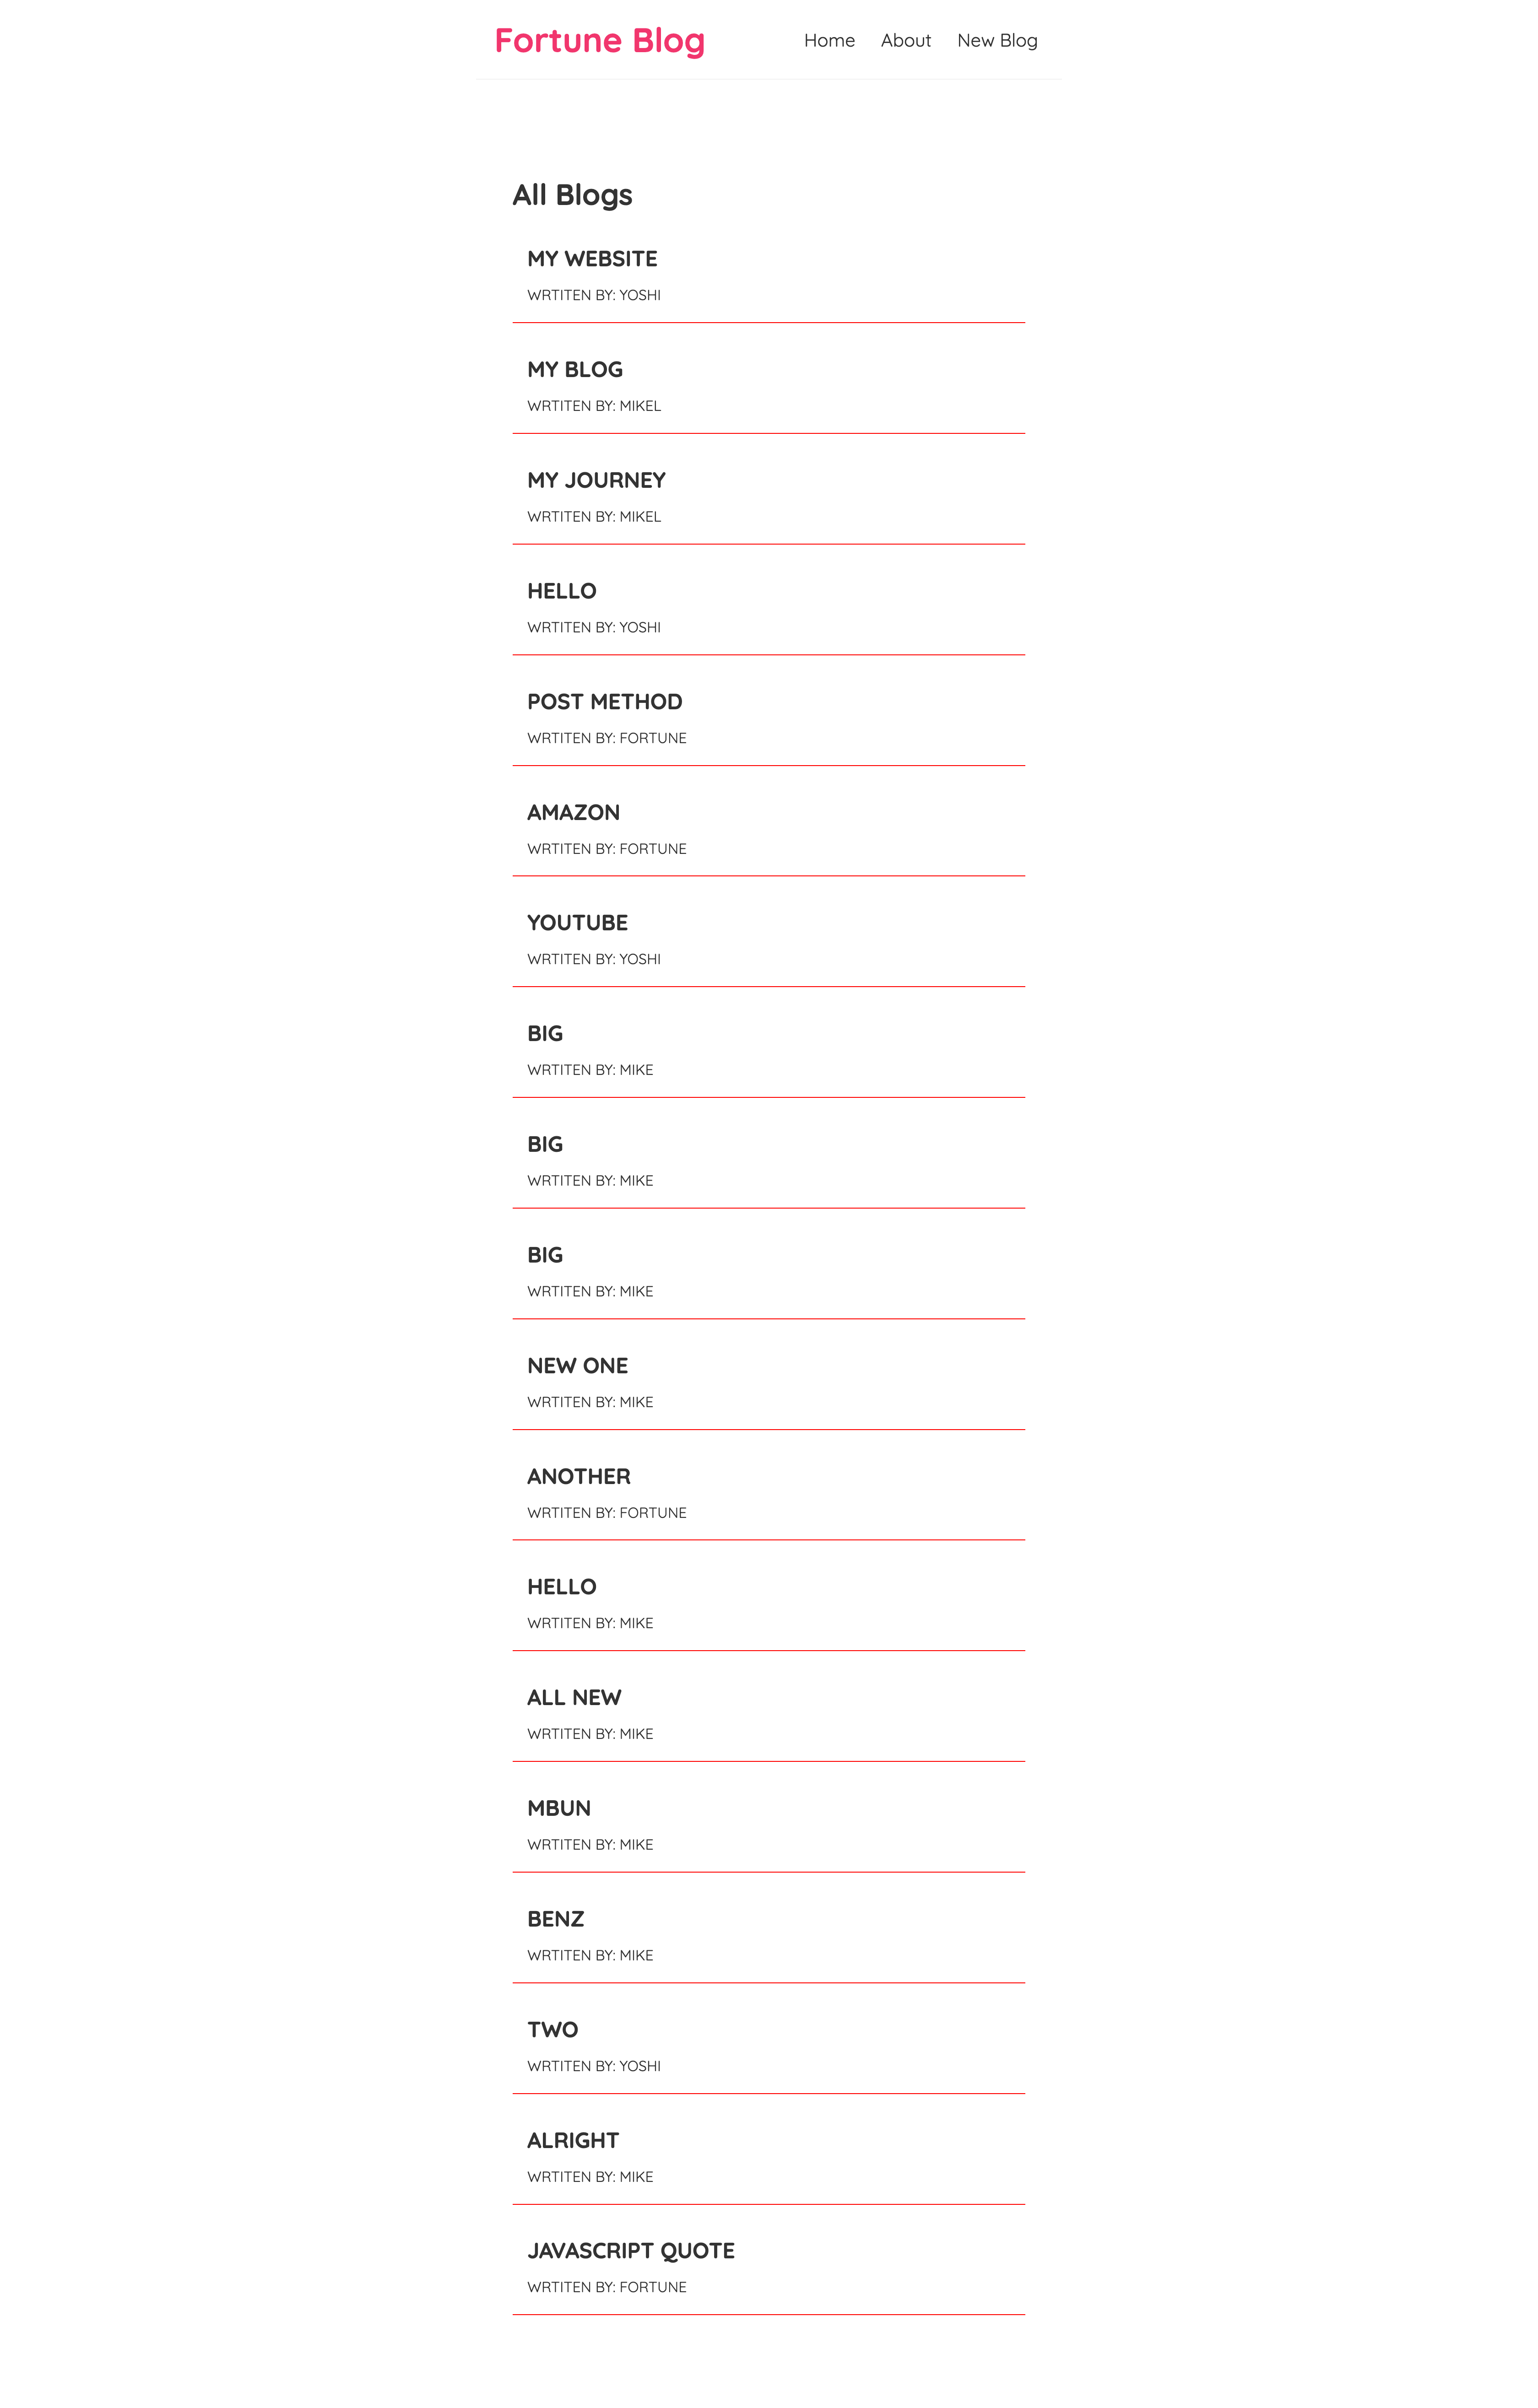 Fortune Blog
Home About New Blog
All Blogs
MY WEBSITE
WRTITEN BY: YOSHI
MY BLOG
WRTITEN BY: MIKEL
MY JOURNEY
WRTITEN BY: MIKEL
HELLO
WRTITEN BY: YOSHI
POST METHOD
WRTITEN BY: FORTUNE
AMAZON
WRTITEN BY: FORTUNE
YOUTUBE
WRTITEN BY: YOSHI
BIG
WRTITEN BY: MIKE
BIG
WRTITEN BY: MIKE
BIG
WRTITEN BY: MIKE
NEW ONE
WRTITEN BY: MIKE
ANOTHER
WRTITEN BY: FORTUNE
HELLO
WRTITEN BY: MIKE
ALL NEW
WRTITEN BY: MIKE
MBUN
WRTITEN BY: MIKE
BENZ
WRTITEN BY: MIKE
TWO
WRTITEN BY: YOSHI
ALRIGHT
WRTITEN BY: MIKE
JAVASCRIPT QUOTE
WRTITEN BY: FORTUNE